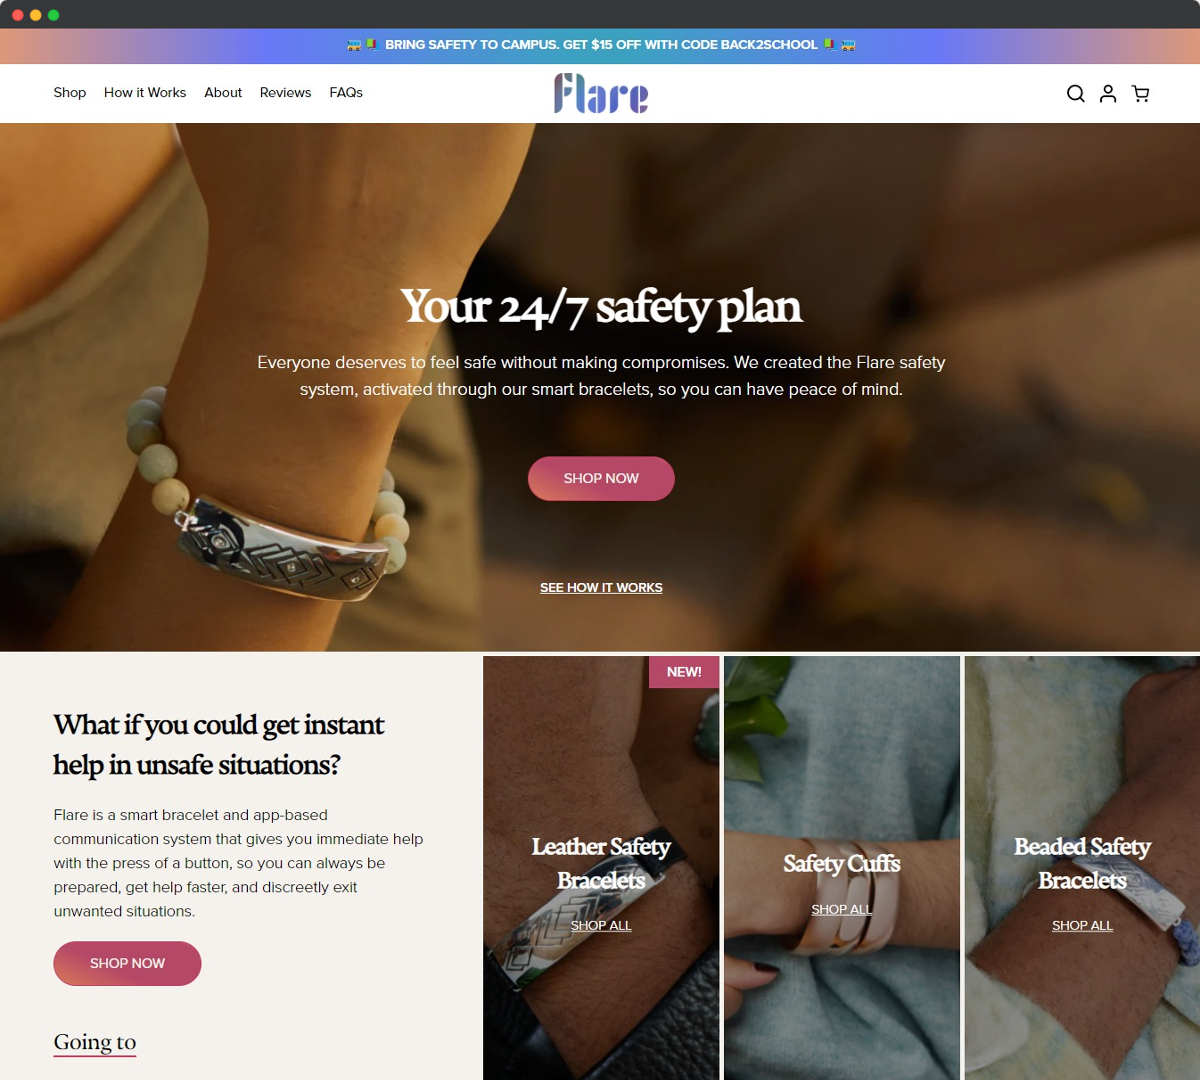 BRING SAFETY TO CAMPUS. GET $15 OFF WITH CODE BACK2SCHOOL
Shop How it Works About Reviews FAQs
Flare
Your 24/7 safety plan
Everyone deserves to feel safe without making compromises. We created the Flare safety
system, activated through our smart bracelets, so you can have peace of mind.
SHOP NOW
SEE HOW IT WORKS
What if you could get instant
help in unsafe situations?
Flare is a smart bracelet and app-based
communication system that gives you immediate help
with the press of a button, so you can always be
prepared, get help faster, and discreetly exit
unwanted situations.
SHOP NOW
Going to
NEW!
Leather Safety
Bracelets
SHOP ALL
Safety Cuffs
SHOP ALL
Beaded Safety
Bracelets
SHOP ALL